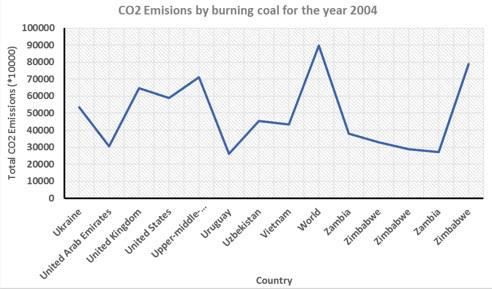 CO2 Emisions by burning coal for the year 2004
Total CO2 Emissions (*10000)
100000
90000
80000
70000
60000
50000
40000
30000
20000
10000
0
Ukraine
United Arab Emirates
United Kingdom
United States
Upper-middle-...
Uruguay
Uzbekistan
Vietnam
World
Zambia
Zimbabwe
Zimbabwe
Zambia
Zimbabwe
Country